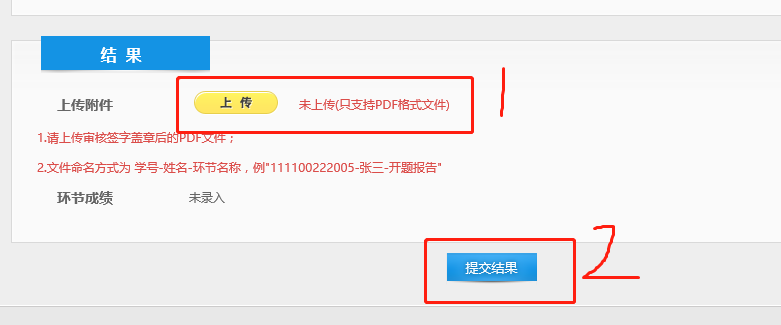 结 果
上传附件 上 传 未上传(只支持PDF格式文件) 1
1.请上传审核签字盖章后的PDF文件；
2.文件命名方式为 学号-姓名-环节名称，例"111100222005-张三-开题报告"
环节成绩 未录入
提交结果 2